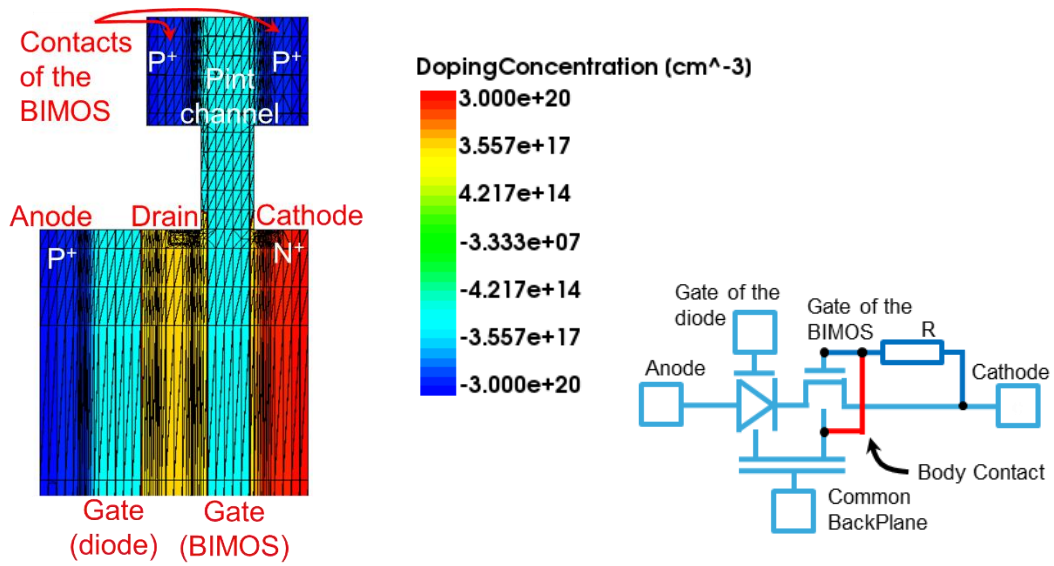 Contacts
of the
BIMOS
P+
P+
Pint
channel
Anode
Drain
Cathode
P+
N+
Gate
(diode)
Gate
(BIMOS)
DopingConcentration (cm^-3)
3.000e+20
3.557e+17
4.217e+14
-3.333e+07
-4.217e+14
-3.557e+17
-3.000e+20
Gate of the
diode
Gate of the
BIMOS
R
Anode
Cathode
Body Contact
Common
BackPlane